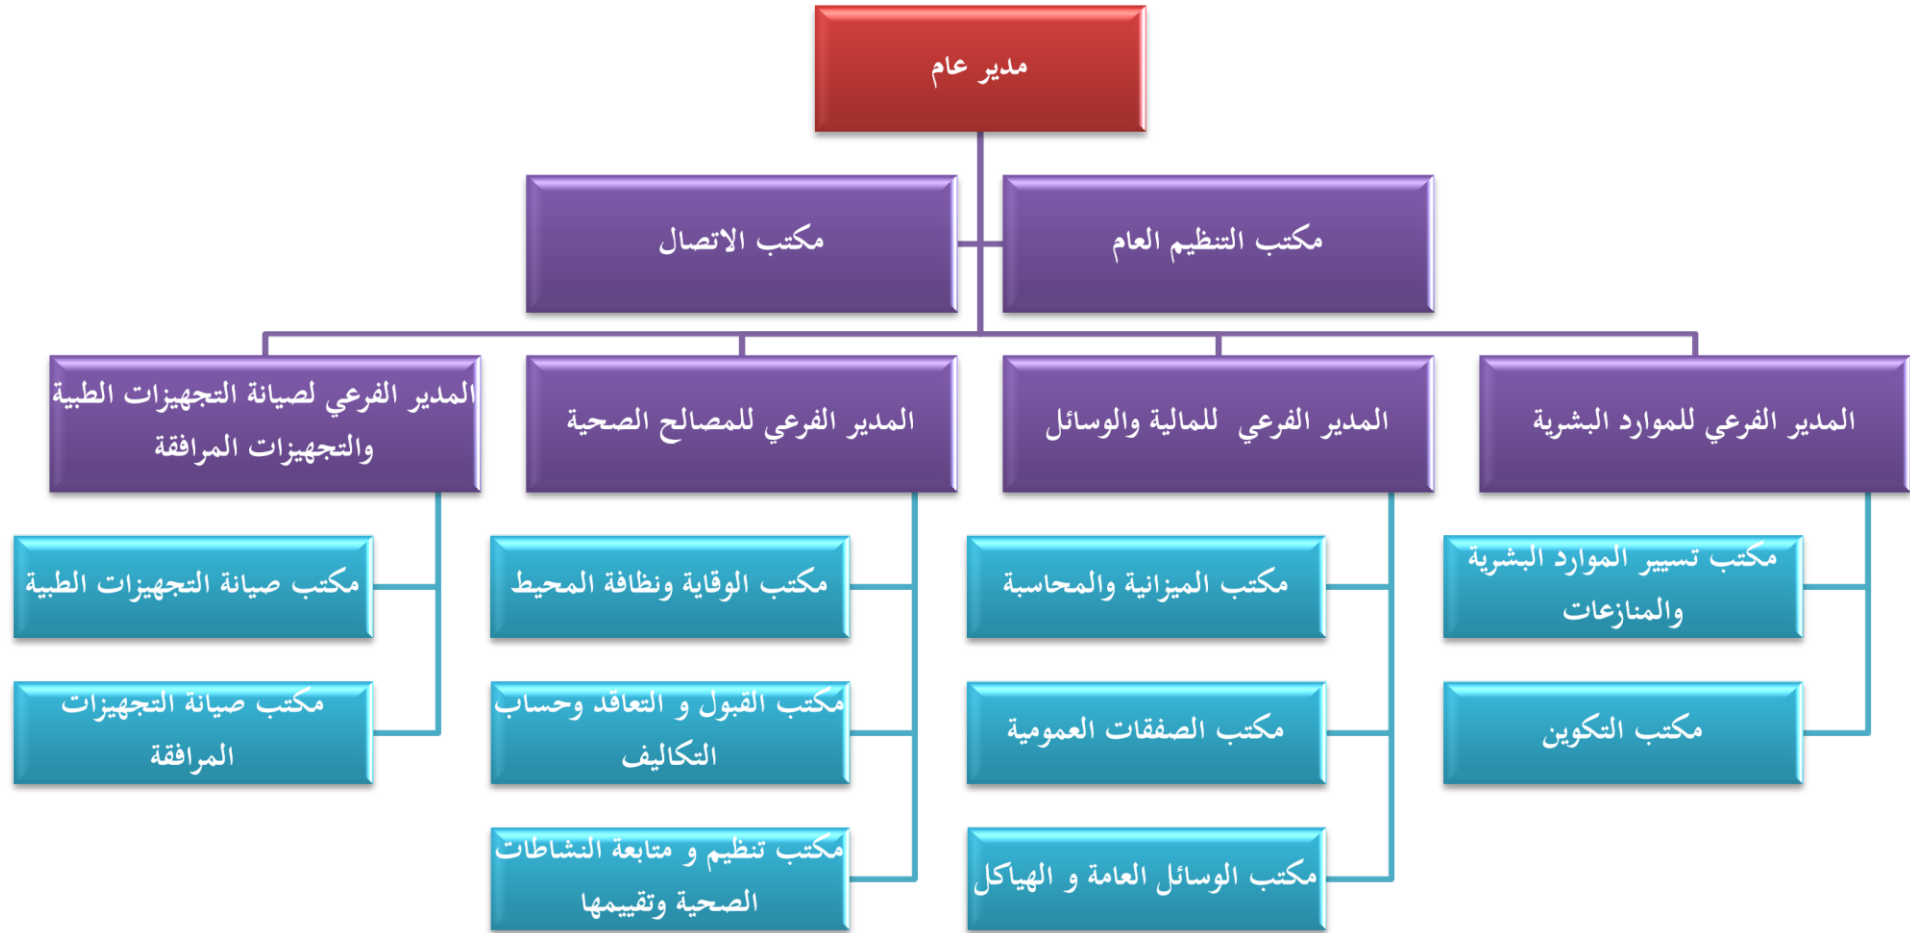 مدير عام
مكتب التنظيم العام
مكتب الاتصال
المدير الفرعي للموارد البشرية
المدير الفرعي للمالية والوسائل
المدير الفرعي للمصالح الصحية
المدير الفرعي لصيانة التجهيزات الطبية
والتجهيزات المرافقة
مكتب تسيير الموارد البشرية
والمنازعات
مكتب الميزانية والمحاسبة
مكتب الوقاية ونظافة المحيط
مكتب صيانة التجهيزات الطبية
مكتب التكوين
مكتب الصفقات العمومية
مكتب القبول و التعاقد وحساب
التكاليف
مكتب صيانة التجهيزات
المرافقة
مكتب الوسائل العامة و الهياكل
مكتب تنظيم و متابعة النشاطات
الصحية وتقييمها